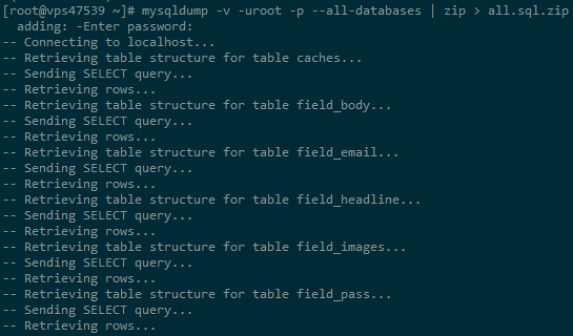 [root@vps47539 ~]# mysqldump -v -uroot -p --all-databases | zip > all.sql.zip
  adding: -Enter password:
-- Connecting to localhost...
-- Retrieving table structure for table caches...
-- Sending SELECT query...
-- Retrieving rows...
-- Retrieving table structure for table field_body...
-- Sending SELECT query...
-- Retrieving rows...
-- Retrieving table structure for table field_email...
-- Sending SELECT query...
-- Retrieving rows...
-- Retrieving table structure for table field_headline...
-- Sending SELECT query...
-- Retrieving rows...
-- Retrieving table structure for table field_images...
-- Sending SELECT query...
-- Retrieving rows...
-- Retrieving table structure for table field_pass...
-- Sending SELECT query...
-- Retrieving rows...